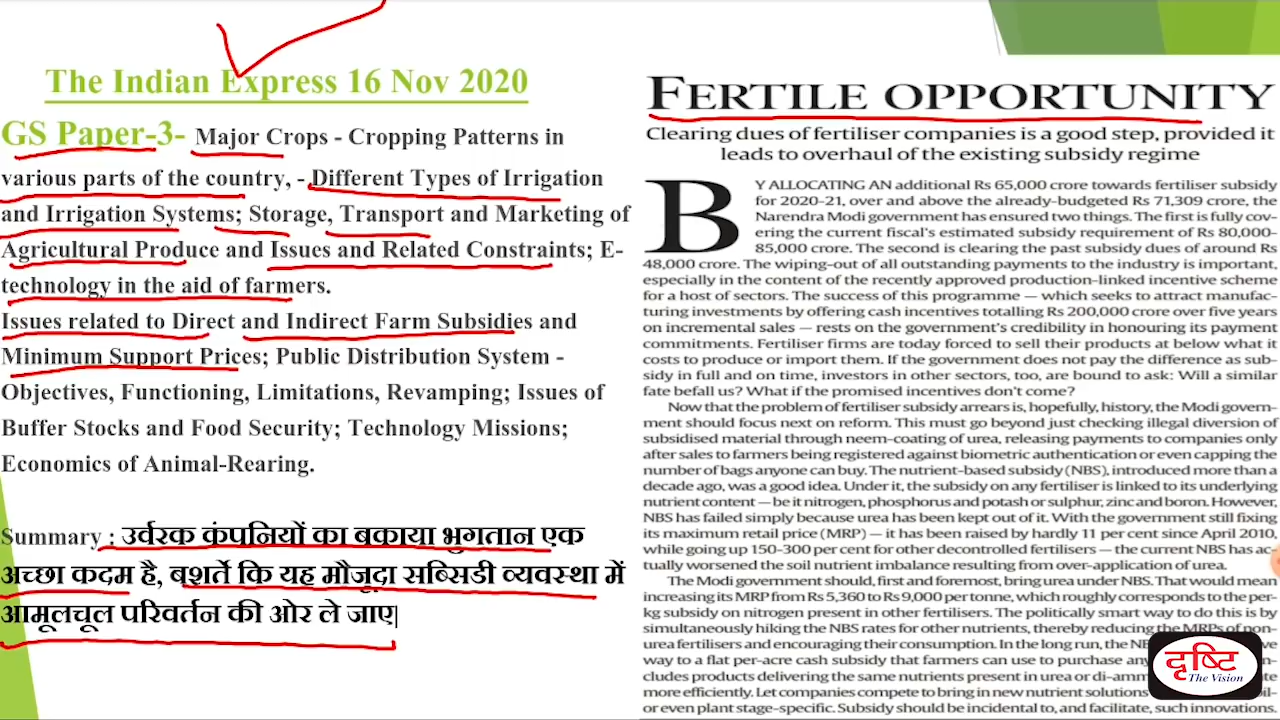 The Indian Express 16 Nov 2020
GS Paper-3- Major Crops - Cropping Patterns in
various parts of the country, - Different Types of Irrigation
and Irrigation Systems; Storage, Transport and Marketing of
Agricultural Produce and Issues and Related Constraints; E-
technology in the aid of farmers.
Issues related to Direct and Indirect Farm Subsidies and
Minimum Support Prices; Public Distribution System -
Objectives, Functioning, Limitations, Revamping; Issues of
Buffer Stocks and Food Security; Technology Missions;
Economics of Animal-Rearing.
Summary : उर्वरक कंपनियों का बकाया भुगतान एक
अच्छा कदम है, बशर्ते कि यह मौजूदा सब्सिडी व्यवस्था में
आमूलचूल परिवर्तन की ओर ले जाए|
FERTILE OPPORTUNITY
Clearing dues of fertiliser companies is a good step, provided it
leads to overhaul of the existing subsidy regime
BY ALLOCATING AN additional Rs 65,000 crore towards fertiliser subsidy
for 2020-21, over and above the already-budgeted Rs 71,309 crore, the
Narendra Modi government has ensured two things. The first is fully cov-
ering the current fiscal's estimated subsidy requirement of Rs 80,000-
85,000 crore. The second is clearing the past subsidy dues of around Rs
48,000 crore. The wiping-out of all outstanding payments to the industry is important,
especially in the content of the recently approved production-linked incentive scheme
for a host of sectors. The success of this programme — which seeks to attract manufac-
turing investments by offering cash incentives totalling Rs 200,000 crore over five years
on incremental sales — rests on the government's credibility in honouring its payment
commitments. Fertiliser firms are today forced to sell their products at below what it
costs to produce or import them. If the government does not pay the difference as sub-
sidy in full and on time, investors in other sectors, too, are bound to ask: Will a similar
fate befall us? What if the promised incentives don't come?
Now that the problem of fertiliser subsidy arrears is, hopefully, history, the Modi govern-
ment should focus next on reform. This must go beyond just checking illegal diversion of
subsidised material through neem-coating of urea, releasing payments to companies only
after sales to farmers being registered against biometric authentication or even capping the
number of bags anyone can buy. The nutrient-based subsidy (NBS), introduced more than a
decade ago, was a good idea. Under it, the subsidy on any fertiliser is linked to its underlying
nutrient content — be it nitrogen, phosphorus and potash or sulphur, zinc and boron. However,
NBS has failed simply because urea has been kept out of it. With the government still fixing
its maximum retail price (MRP) — it has been raised by hardly 11 per cent since April 2010,
while going up 150-300 per cent for other decontrolled fertilisers — the current NBS has ac-
tually worsened the soil nutrient imbalance resulting from over-application of urea.
The Modi government should, first and foremost, bring urea under NBS. That would mean
increasing its MRP from Rs 5,360 to Rs 9,000 per tonne, which roughly corresponds to the per-
kg subsidy on nitrogen present in other fertilisers. The politically smart way to do this is by
simultaneously hiking the NBS rates for other nutrients, thereby reducing the MRPs of non-
urea fertilisers and encouraging their consumption. In the long run, the
way to a flat per-acre cash subsidy that farmers can use to purchase
cludes products delivering the same nutrients present in urea or
more efficiently. Let companies compete to bring in new nutrient solutions
or even plant stage-specific. Subsidy should be incidental to, and facilitate, such innovations.
दृष्टि
The Vision